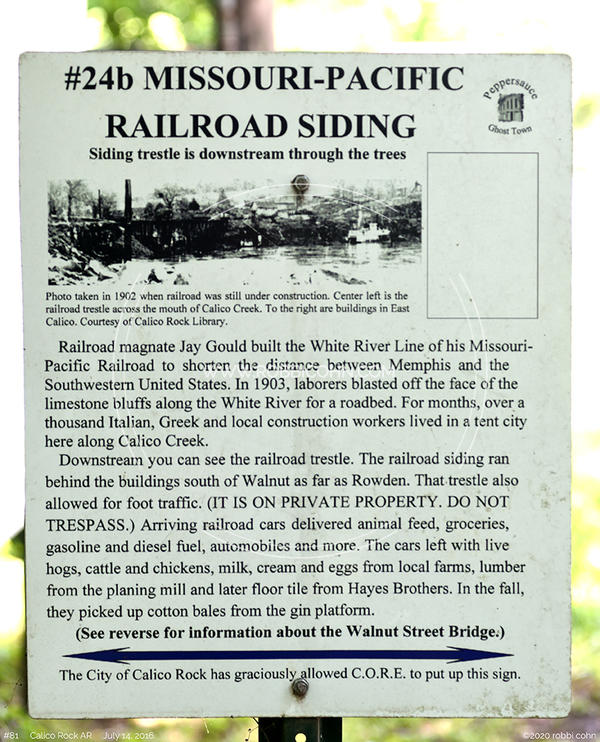 #24b MISSOURI-PACIFIC
RAILROAD SIDING
Peppersauce
Ghost Town
Siding trestle is downstream through the trees
Photo taken in 1902 when railroad was still under construction. Center left is the
railroad trestle across the mouth of Calico Creek. To the right are buildings in East
Calico. Courtesy of Calico Rock Library.
Railroad magnate Jay Gould built the White River Line of his Missouri-
Pacific Railroad to shorten the distance between Memphis and the
Southwestern United States. In 1903, laborers blasted off the face of the
limestone bluffs along the White River for a roadbed. For months, over a
thousand Italian, Greek and local construction workers lived in a tent city
here along Calico Creek.
Downstream you can see the railroad trestle. The railroad siding ran
behind the buildings south of Walnut as far as Rowden. That trestle also
allowed for foot traffic. (IT IS ON PRIVATE PROPERTY. DO NOT
TRESPASS.) Arriving railroad cars delivered animal feed, groceries,
gasoline and diesel fuel, automobiles and more. The cars left with live
hogs, cattle and chickens, milk, cream and eggs from local farms, lumber
from the planing mill and later floor tile from Hayes Brothers. In the fall,
they picked up cotton bales from the gin platform.
(See reverse for information about the Walnut Street Bridge.)
The City of Calico Rock has graciously allowed C.O.R.E. to put up this sign.
WWW.ROBBICOHN.COM
#81 Calico Rock AR July 14, 2016
©2020 robbi cohn